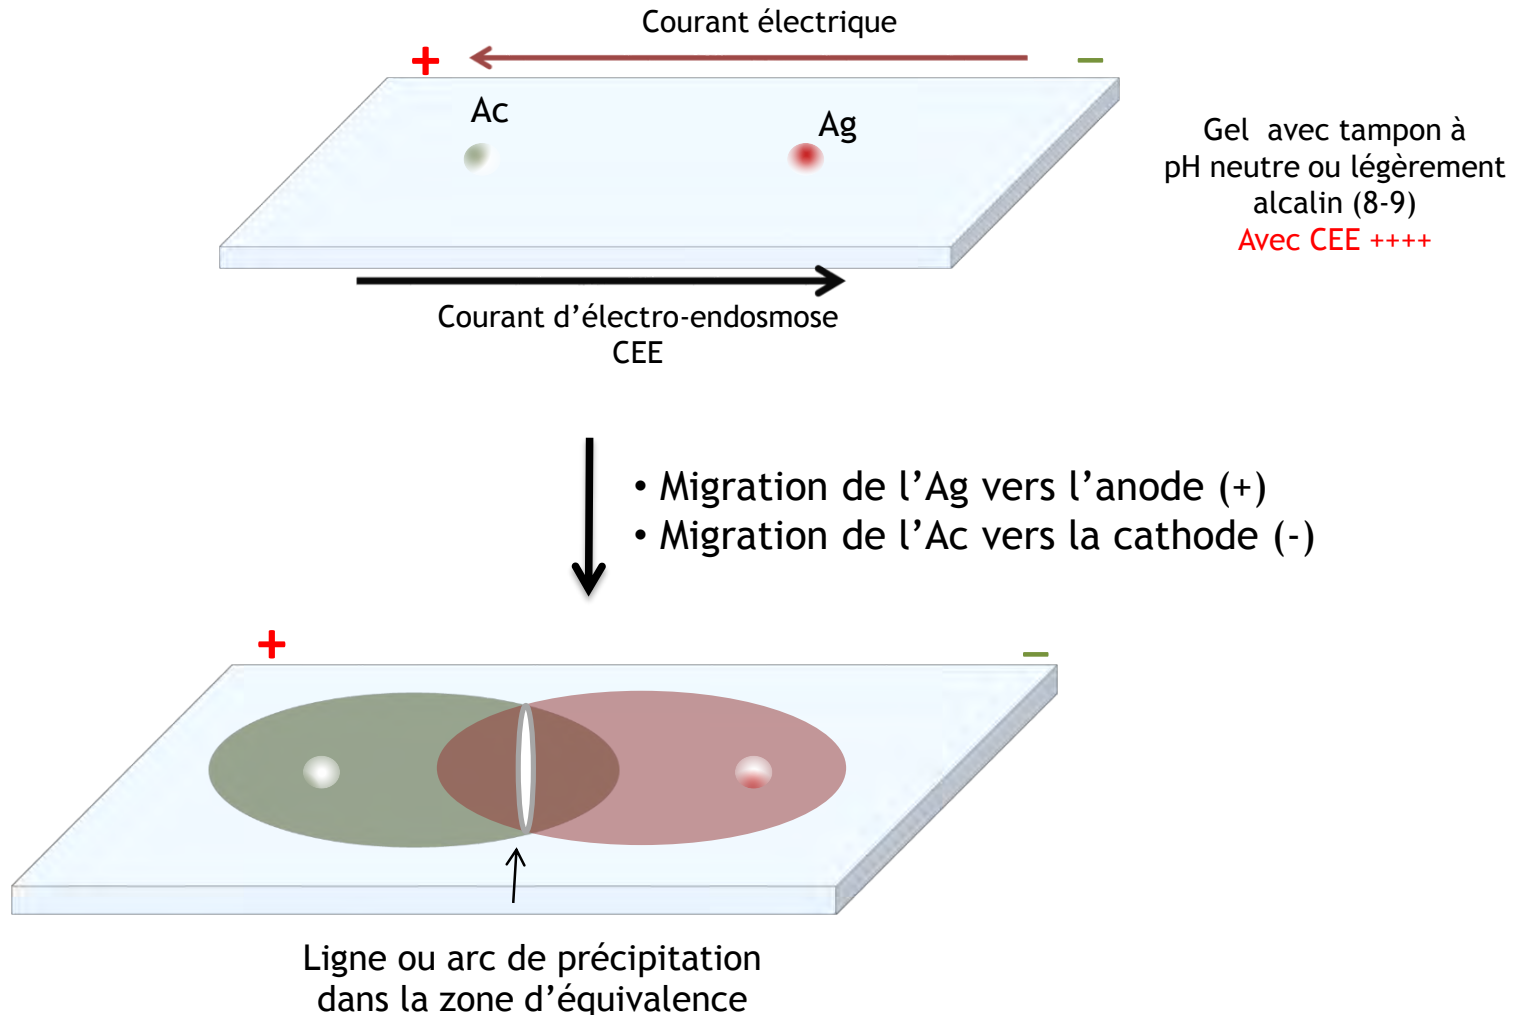 Courant électrique
+
–
Ac
Ag
Gel avec tampon à
pH neutre ou légèrement
alcalin (8-9)
Avec CEE ++++
Courant d’électro-endosmose
CEE
• Migration de l’Ag vers l’anode (+)
• Migration de l’Ac vers la cathode (-)
+
–
Ligne ou arc de précipitation
dans la zone d’équivalence